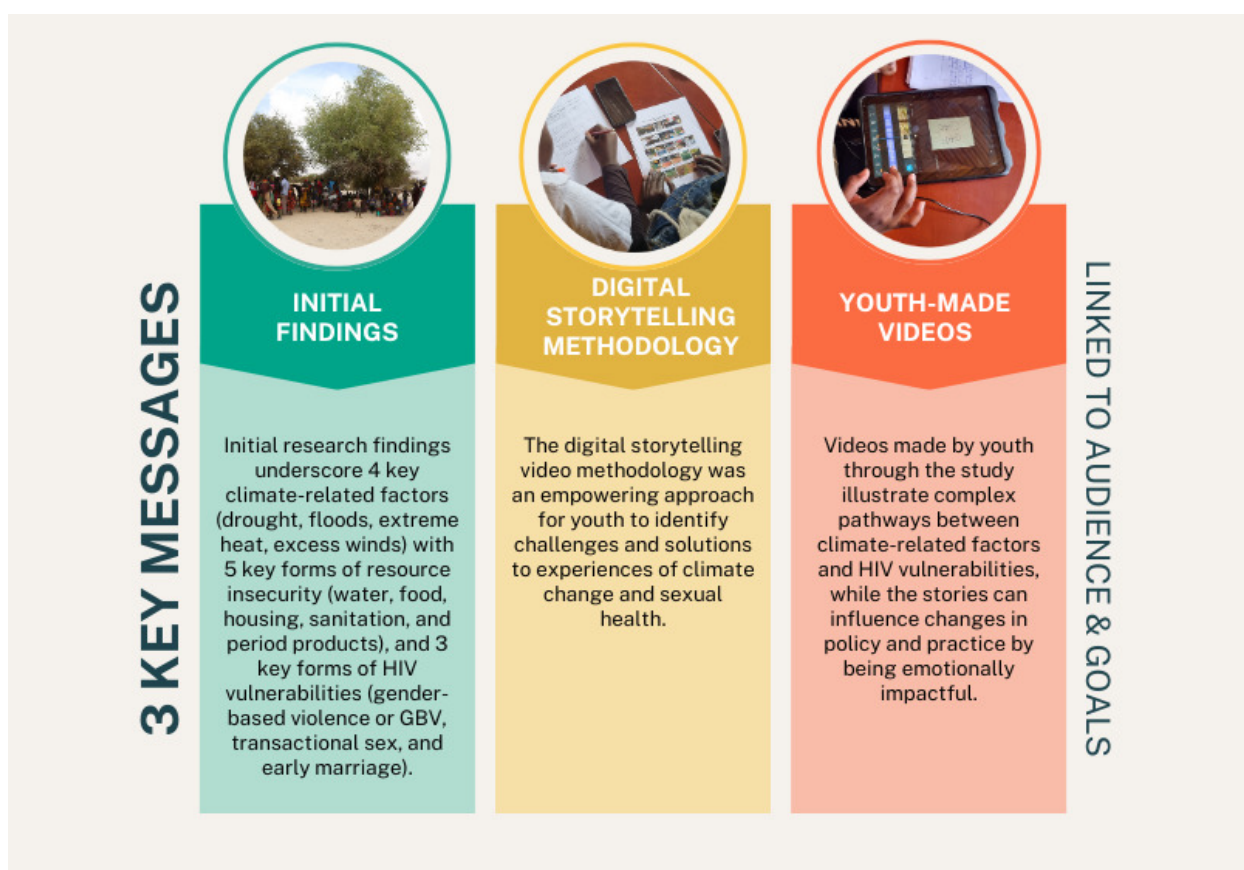 3 KEY MESSAGES
INITIAL
FINDINGS
Initial research findings
underscore 4 key
climate-related factors
(drought, floods, extreme
heat, excess winds) with
5 key forms of resource
insecurity (water, food,
housing, sanitation, and
period products), and 3
key forms of HIV
vulnerabilities (gender-
based violence or GBV,
transactional sex, and
early marriage).
DIGITAL
STORYTELLING
METHODOLOGY
The digital storytelling
video methodology was
an empowering approach
for youth to identify
challenges and solutions
to experiences of climate
change and sexual
health.
YOUTH-MADE
VIDEOS
Videos made by youth
through the study
illustrate complex
pathways between
climate-related factors
and HIV vulnerabilities,
while the stories can
influence changes in
policy and practice by
being emotionally
impactful.
LINKED TO AUDIENCE & GOALS